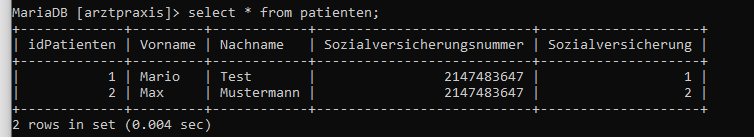 MariaDB [arztpraxis]> select * from patienten;
+-------------+---------+------------+-------------------------+--------------------+
| idPatienten | Vorname | Nachname   | Sozialversicherungsnummer | Sozialversicherung |
+-------------+---------+------------+-------------------------+--------------------+
|           1 | Mario   | Test       |                2147483647 |                  1 |
|           2 | Max     | Mustermann |                2147483647 |                  2 |
+-------------+---------+------------+-------------------------+--------------------+
2 rows in set (0.004 sec)